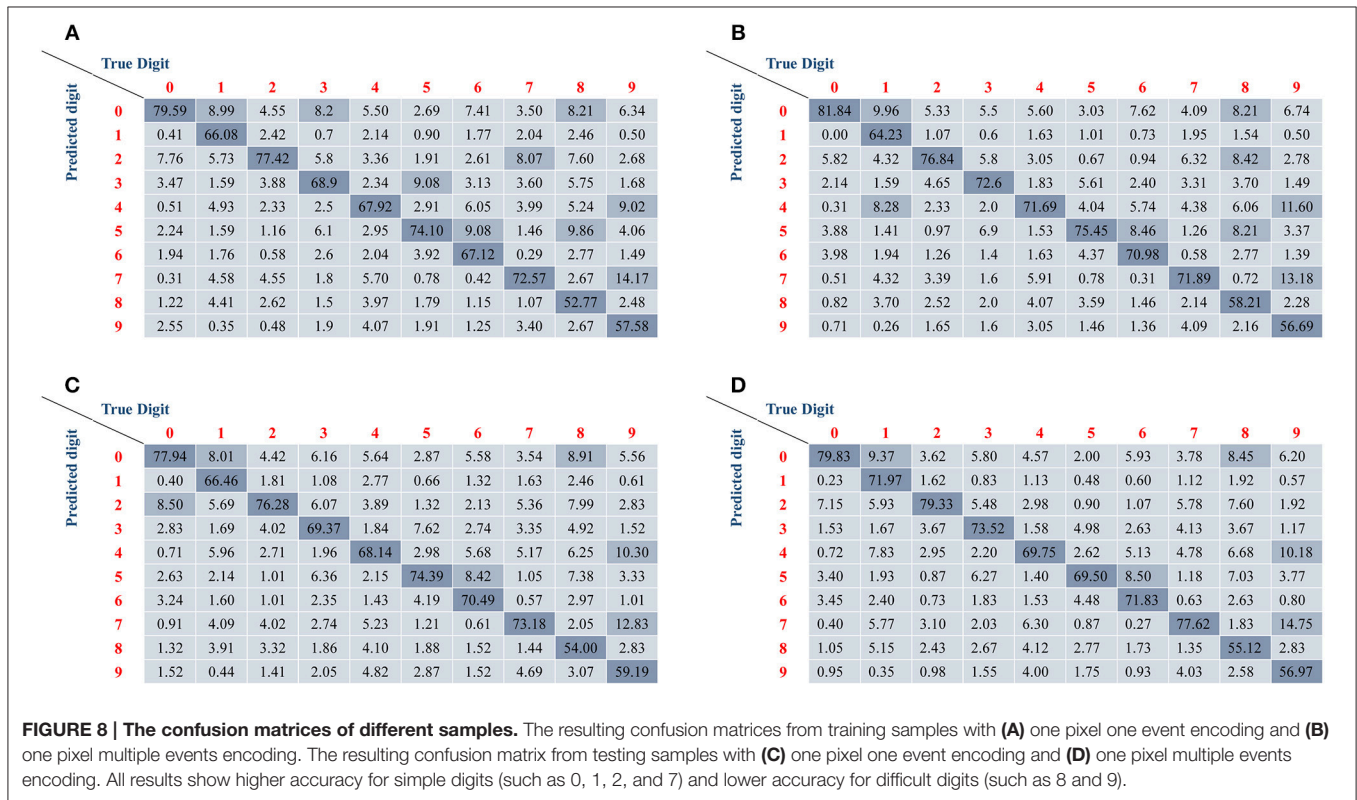 A
True Digit
Predicted digit
0 1 2 3 4 5 6 7 8 9
0 79.59 8.99 4.55 8.2 5.50 2.69 7.41 3.50 8.21 6.34
1 0.41 66.08 2.42 0.7 2.14 0.90 1.77 2.04 2.46 0.50
2 7.76 5.73 77.42 5.8 3.36 1.91 2.61 8.07 7.60 2.68
3 3.47 1.59 3.88 68.9 2.34 9.08 3.13 3.60 5.75 1.68
4 0.51 4.93 2.33 2.5 67.92 2.91 6.05 3.99 5.24 9.02
5 2.24 1.59 1.16 6.1 2.95 74.10 9.08 1.46 9.86 4.06
6 1.94 1.76 0.58 2.6 2.04 3.92 67.12 0.29 2.77 1.49
7 0.31 4.58 4.55 1.8 5.70 0.78 0.42 72.57 2.67 14.17
8 1.22 4.41 2.62 1.5 3.97 1.79 1.15 1.07 52.77 2.48
9 2.55 0.35 0.48 1.9 4.07 1.91 1.25 3.40 2.67 57.58
B
True Digit
Predicted digit
0 1 2 3 4 5 6 7 8 9
0 81.84 9.96 5.33 5.5 5.60 3.03 7.62 4.09 8.21 6.74
1 0.00 64.23 1.07 0.6 1.63 1.01 0.73 1.95 1.54 0.50
2 5.82 4.32 76.84 5.8 3.05 0.67 0.94 6.32 8.42 2.78
3 2.14 1.59 4.65 72.6 1.83 5.61 2.40 3.31 3.70 1.49
4 0.31 8.28 2.33 2.0 71.69 4.04 5.74 4.38 6.06 11.60
5 3.88 1.41 0.97 6.9 1.53 75.45 8.46 1.26 8.21 3.37
6 3.98 1.94 1.26 1.4 1.63 4.37 70.98 0.58 2.77 1.39
7 0.51 4.32 3.39 1.6 5.91 0.78 0.31 71.89 0.72 13.18
8 0.82 3.70 2.52 2.0 4.07 3.59 1.46 2.14 58.21 2.28
9 0.71 0.26 1.65 1.6 3.05 1.46 1.36 4.09 2.16 56.69
C
True Digit
Predicted digit
0 1 2 3 4 5 6 7 8 9
0 77.94 8.01 4.42 6.16 5.64 2.87 5.58 3.54 8.91 5.56
1 0.40 66.46 1.81 1.08 2.77 0.66 1.32 1.63 2.46 0.61
2 8.50 5.69 76.28 6.07 3.89 1.32 2.13 5.36 7.99 2.83
3 2.83 1.69 4.02 69.37 1.84 7.62 2.74 3.35 4.92 1.52
4 0.71 5.96 2.71 1.96 68.14 2.98 5.68 5.17 6.25 10.30
5 2.63 2.14 1.01 6.36 2.15 74.39 8.42 1.05 7.38 3.33
6 3.24 1.60 1.01 2.35 1.43 4.19 70.49 0.57 2.97 1.01
7 0.91 4.09 4.02 2.74 5.23 1.21 0.61 73.18 2.05 12.83
8 1.32 3.91 3.32 1.86 4.10 1.88 1.52 1.44 54.00 2.83
9 1.52 0.44 1.41 2.05 4.82 2.87 1.52 4.69 3.07 59.19
D
True Digit
Predicted digit
0 1 2 3 4 5 6 7 8 9
0 79.83 9.37 3.62 5.80 4.57 2.00 5.93 3.78 8.45 6.20
1 0.23 71.97 1.62 0.83 1.13 0.48 0.60 1.12 1.92 0.57
2 7.15 5.93 79.33 5.48 2.98 0.90 1.07 5.78 7.60 1.92
3 1.53 1.67 3.67 73.52 1.58 4.98 2.63 4.13 3.67 1.17
4 0.72 7.83 2.95 2.20 69.75 2.62 5.13 4.78 6.68 10.18
5 3.40 1.93 0.87 6.27 1.40 69.50 8.50 1.18 7.03 3.77
6 3.45 2.40 0.73 1.83 1.53 4.48 71.83 0.63 2.63 0.80
7 0.40 5.77 3.10 2.03 6.30 0.87 0.27 77.62 1.83 14.75
8 1.05 5.15 2.43 2.67 4.12 2.77 1.73 1.35 55.12 2.83
9 0.95 0.35 0.98 1.55 4.00 1.75 0.93 4.03 2.58 56.97
FIGURE 8 | The confusion matrices of different samples. The resulting confusion matrices from training samples with (A) one pixel one event encoding and (B)
one pixel multiple events encoding. The resulting confusion matrix from testing samples with (C) one pixel one event encoding and (D) one pixel multiple events
encoding. All results show higher accuracy for simple digits (such as 0, 1, 2, and 7) and lower accuracy for difficult digits (such as 8 and 9).